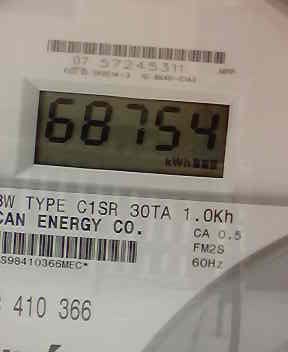 07 57245311
68754
kWh
3W TYPE C1SR 30TA 1.0Kh
CAN ENERGY CO.
CA 0.5
FM2S
60Hz
S98410366MEC*
410 366